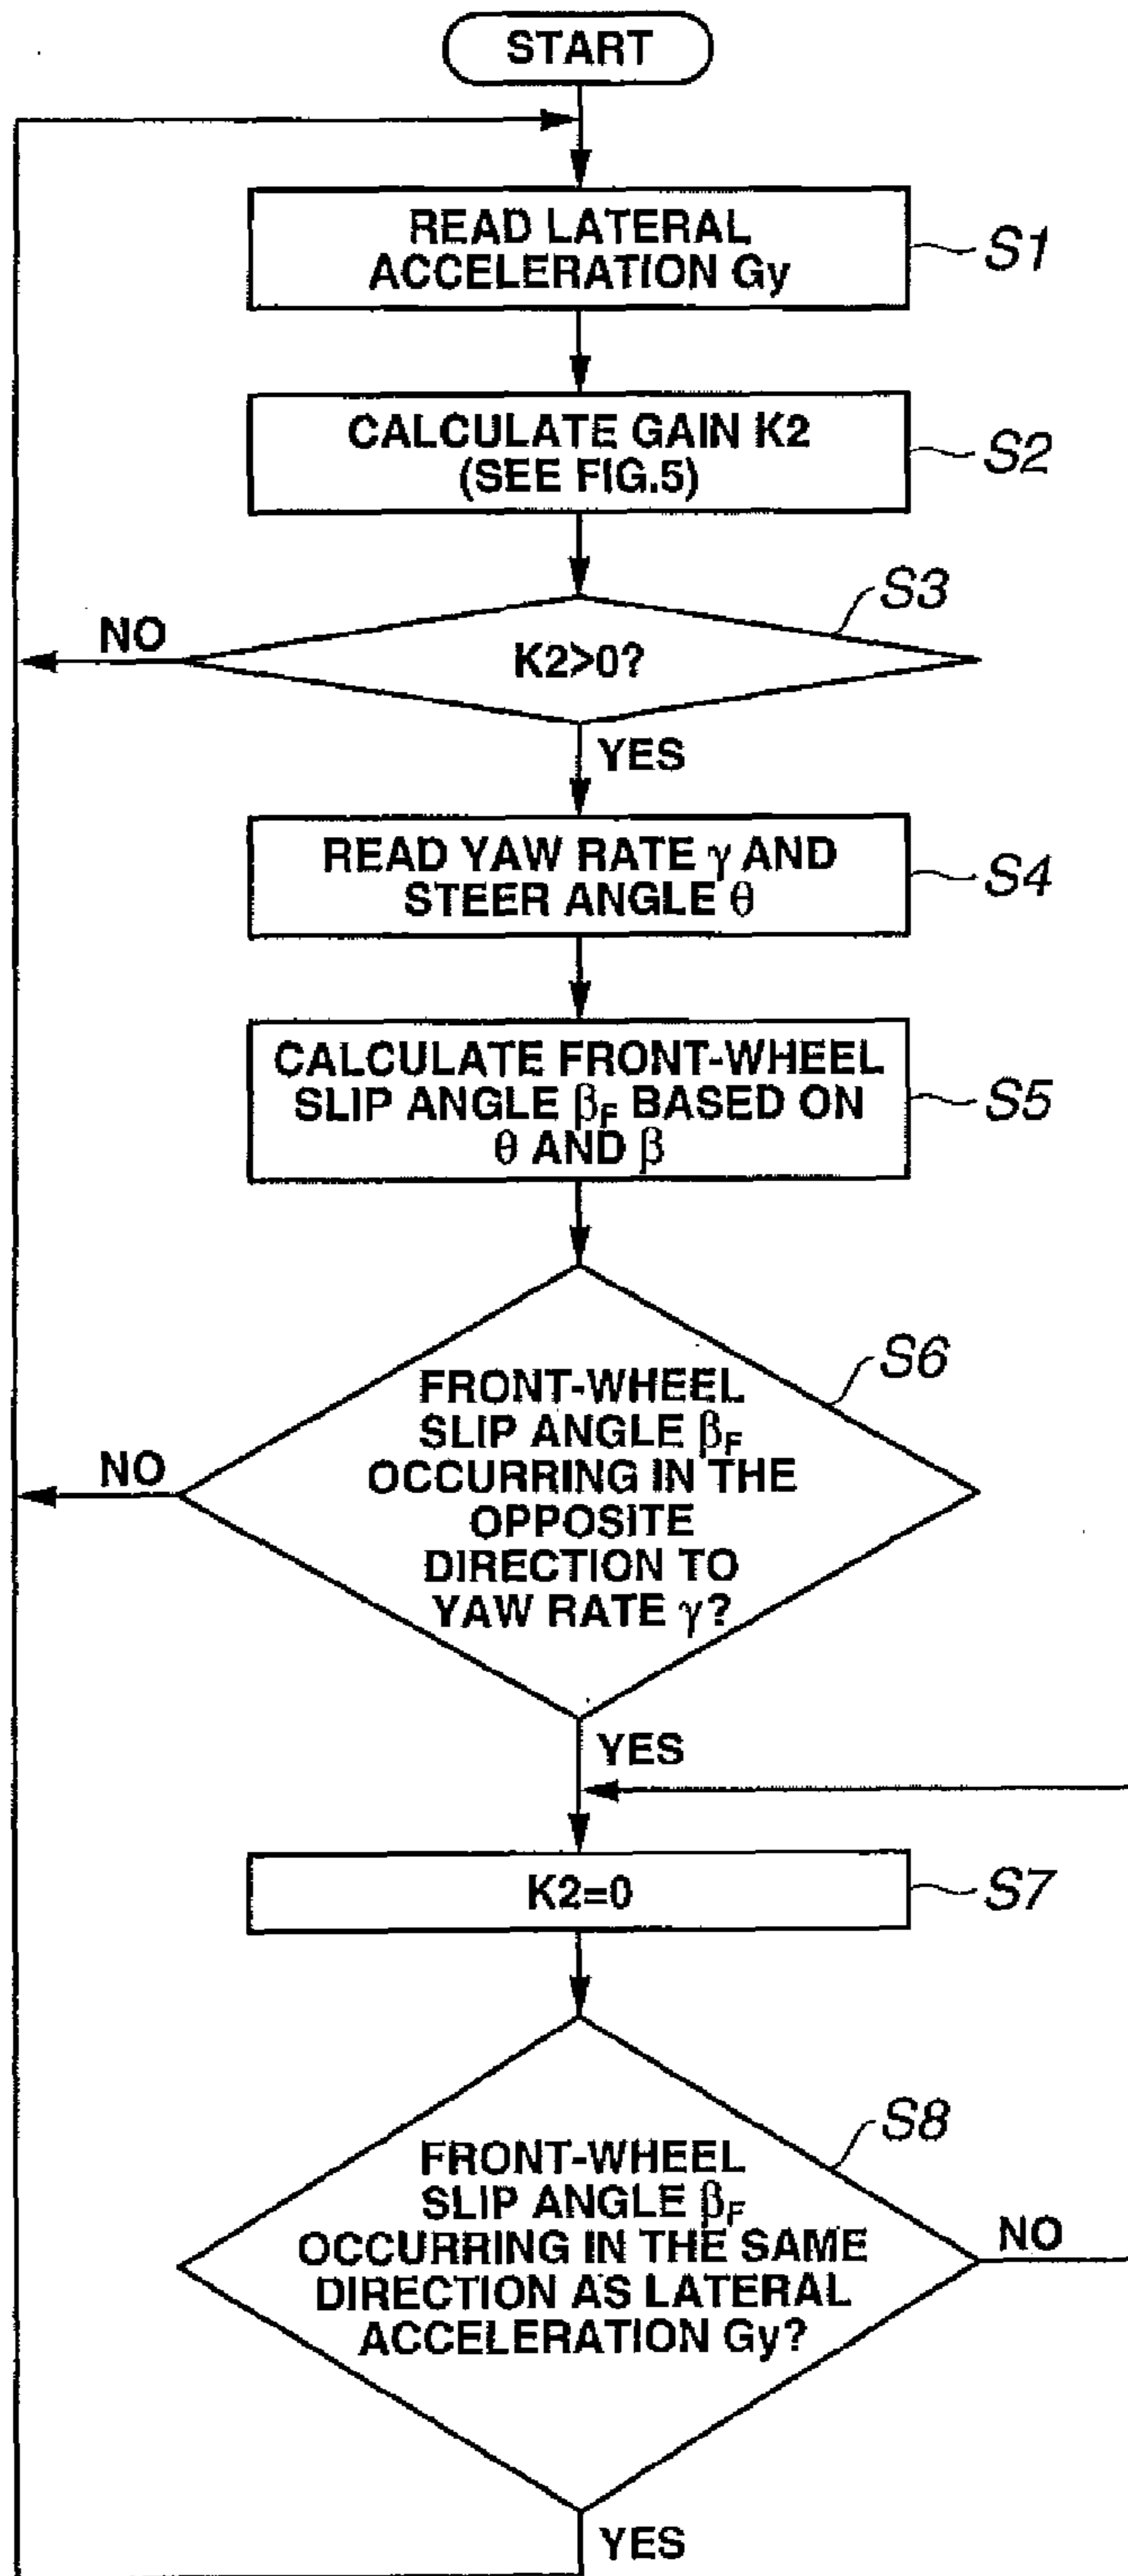 START
READ LATERAL
ACCELERATION Gy
S1
CALCULATE GAIN K2
(SEE FIG.5)
S2
S3
NO
K2>0?
YES
READ YAW RATE γ AND
STEER ANGLE θ
S4
CALCULATE FRONT-WHEEL
SLIP ANGLE βF BASED ON
θ AND β
S5
S6
FRONT-WHEEL
SLIP ANGLE βF
OCCURRING IN THE
OPPOSITE
DIRECTION TO
YAW RATE γ?
NO
YES
K2=0
S7
S8
FRONT-WHEEL
SLIP ANGLE βF
OCCURRING IN THE SAME
DIRECTION AS LATERAL
ACCELERATION Gy?
NO
YES